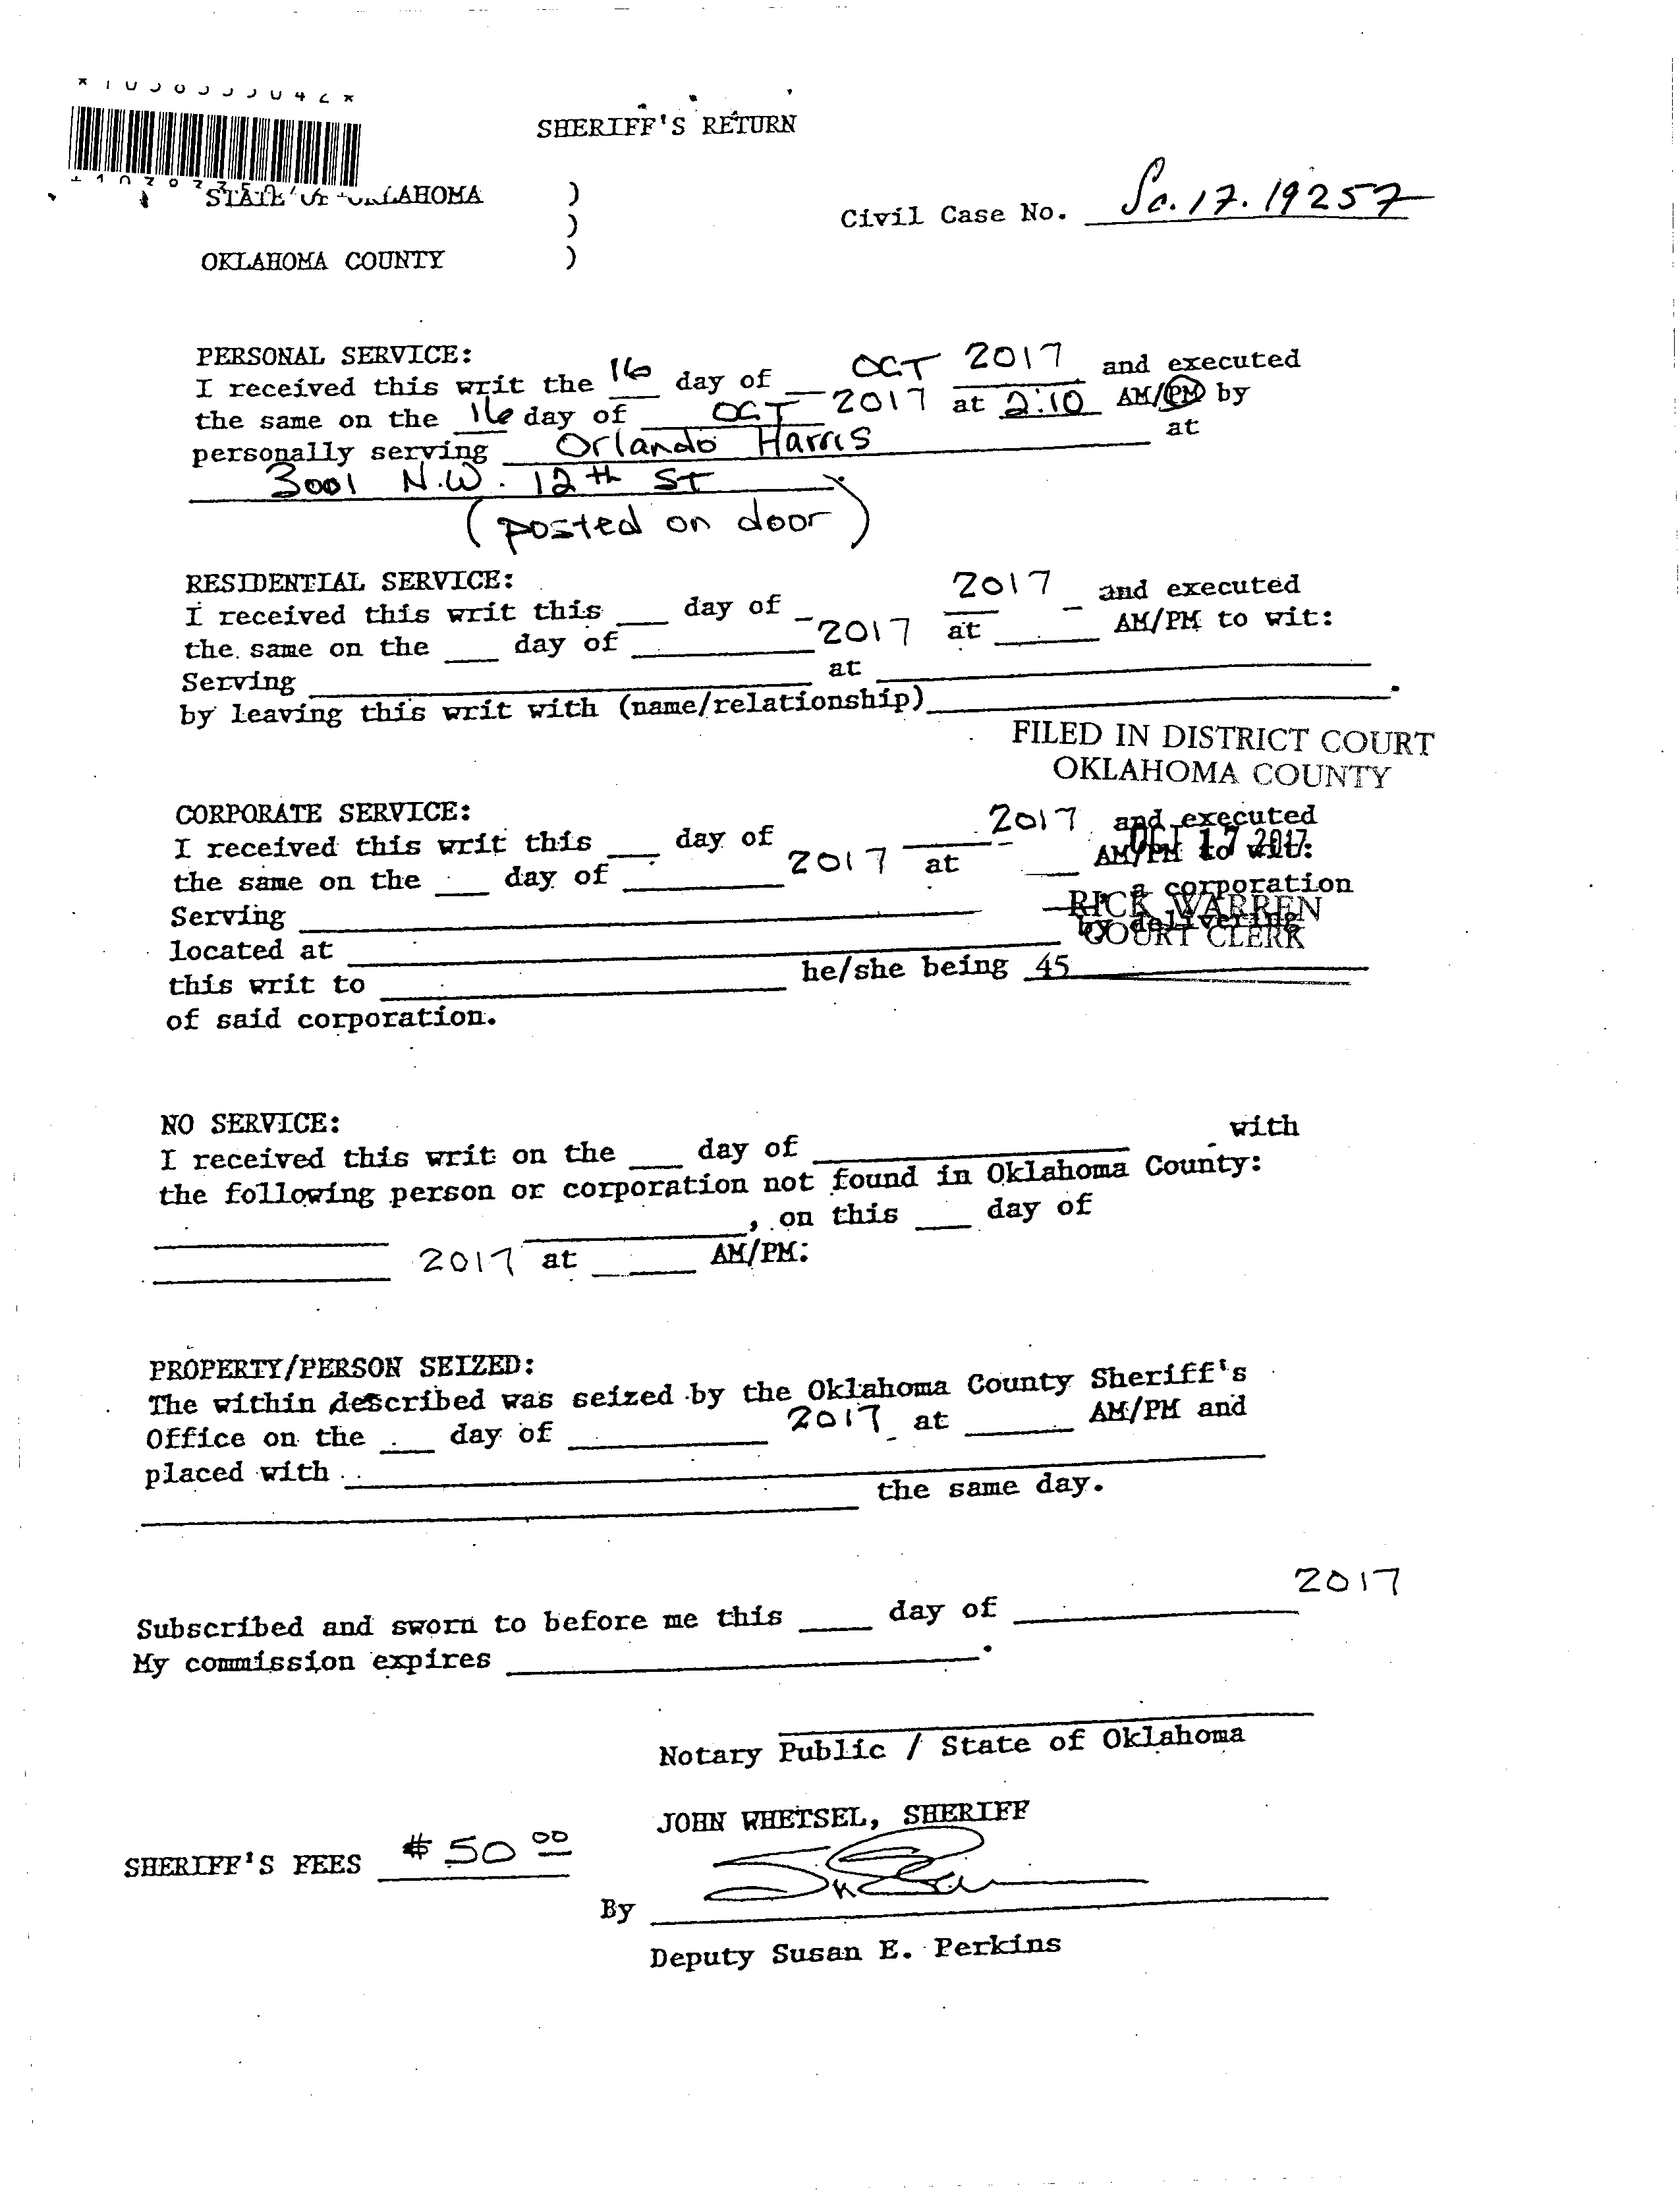 SHERIFF'S RETURN
STATE OF OKLAHOMA )
)
OKLAHOMA COUNTY )
Civil Case No. Sc.17.19257
PERSONAL SERVICE:
I received this writ the 16 day of OCT 2017 and executed
the same on the 16 day of OCT 2017 at 2:10 AM/PM by
personally serving Orlando Harris at
3001 N.W. 12th ST
(posted on door)
RESIDENTIAL SERVICE:
I received this writ this ___ day of ___ 2017 and executed
the same on the ___ day of ___ 2017 at ___ AM/PM to wit:
Serving ___ at ___
by leaving this writ with (name/relationship)___.
FILED IN DISTRICT COURT
OKLAHOMA COUNTY
CORPORATE SERVICE:
I received this writ this ___ day of ___ 2017 and executed
the same on the ___ day of ___ 2017 at ___ AM/PM to wit:
OCT 17 2017
Serving ___, a corporation
RICK WARREN
located at ___ by delivering
COURT CLERK
this writ to ___ he/she being 45
of said corporation.
NO SERVICE:
I received this writ on the ___ day of ___ with
the following person or corporation not found in Oklahoma County:
___, on this ___ day of
___ 2017 at ___ AM/PM:
PROPERTY/PERSON SEIZED:
The within described was seized by the Oklahoma County Sheriff's
Office on the ___ day of ___ 2017 at ___ AM/PM and
placed with ___
___ the same day.
Subscribed and sworn to before me this ___ day of ___ 2017
My commission expires ___.
Notary Public / State of Oklahoma
JOHN WHETSEL, SHERIFF
SHERIFF'S FEES $50 00
By
Deputy Susan E. Perkins